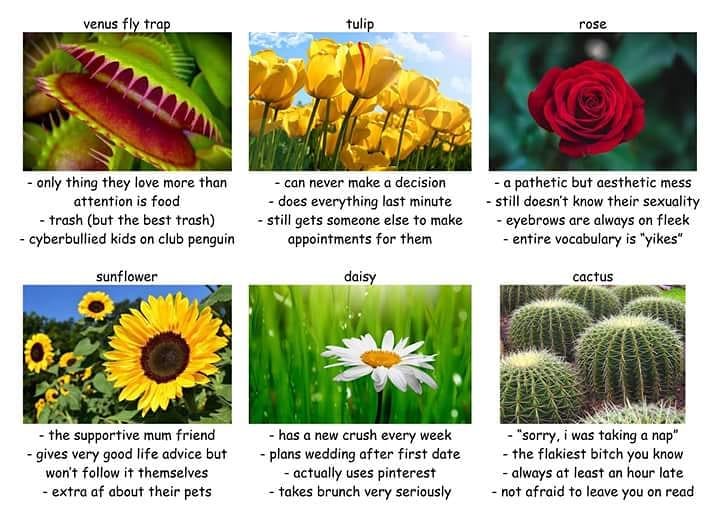 venus fly trap
- only thing they love more than
attention is food
- trash (but the best trash)
- cyberbullied kids on club penguin
tulip
- can never make a decision
- does everything last minute
- still gets someone else to make
appointments for them
rose
- a pathetic but aesthetic mess
- still doesn't know their sexuality
- eyebrows are always on fleek
- entire vocabulary is “yikes”
sunflower
- the supportive mum friend
- gives very good life advice but
won't follow it themselves
- extra af about their pets
daisy
- has a new crush every week
- plans wedding after first date
- actually uses pinterest
- takes brunch very seriously
cactus
- “sorry, i was taking a nap”
- the flakiest bitch you know
- always at least an hour late
- not afraid to leave you on read